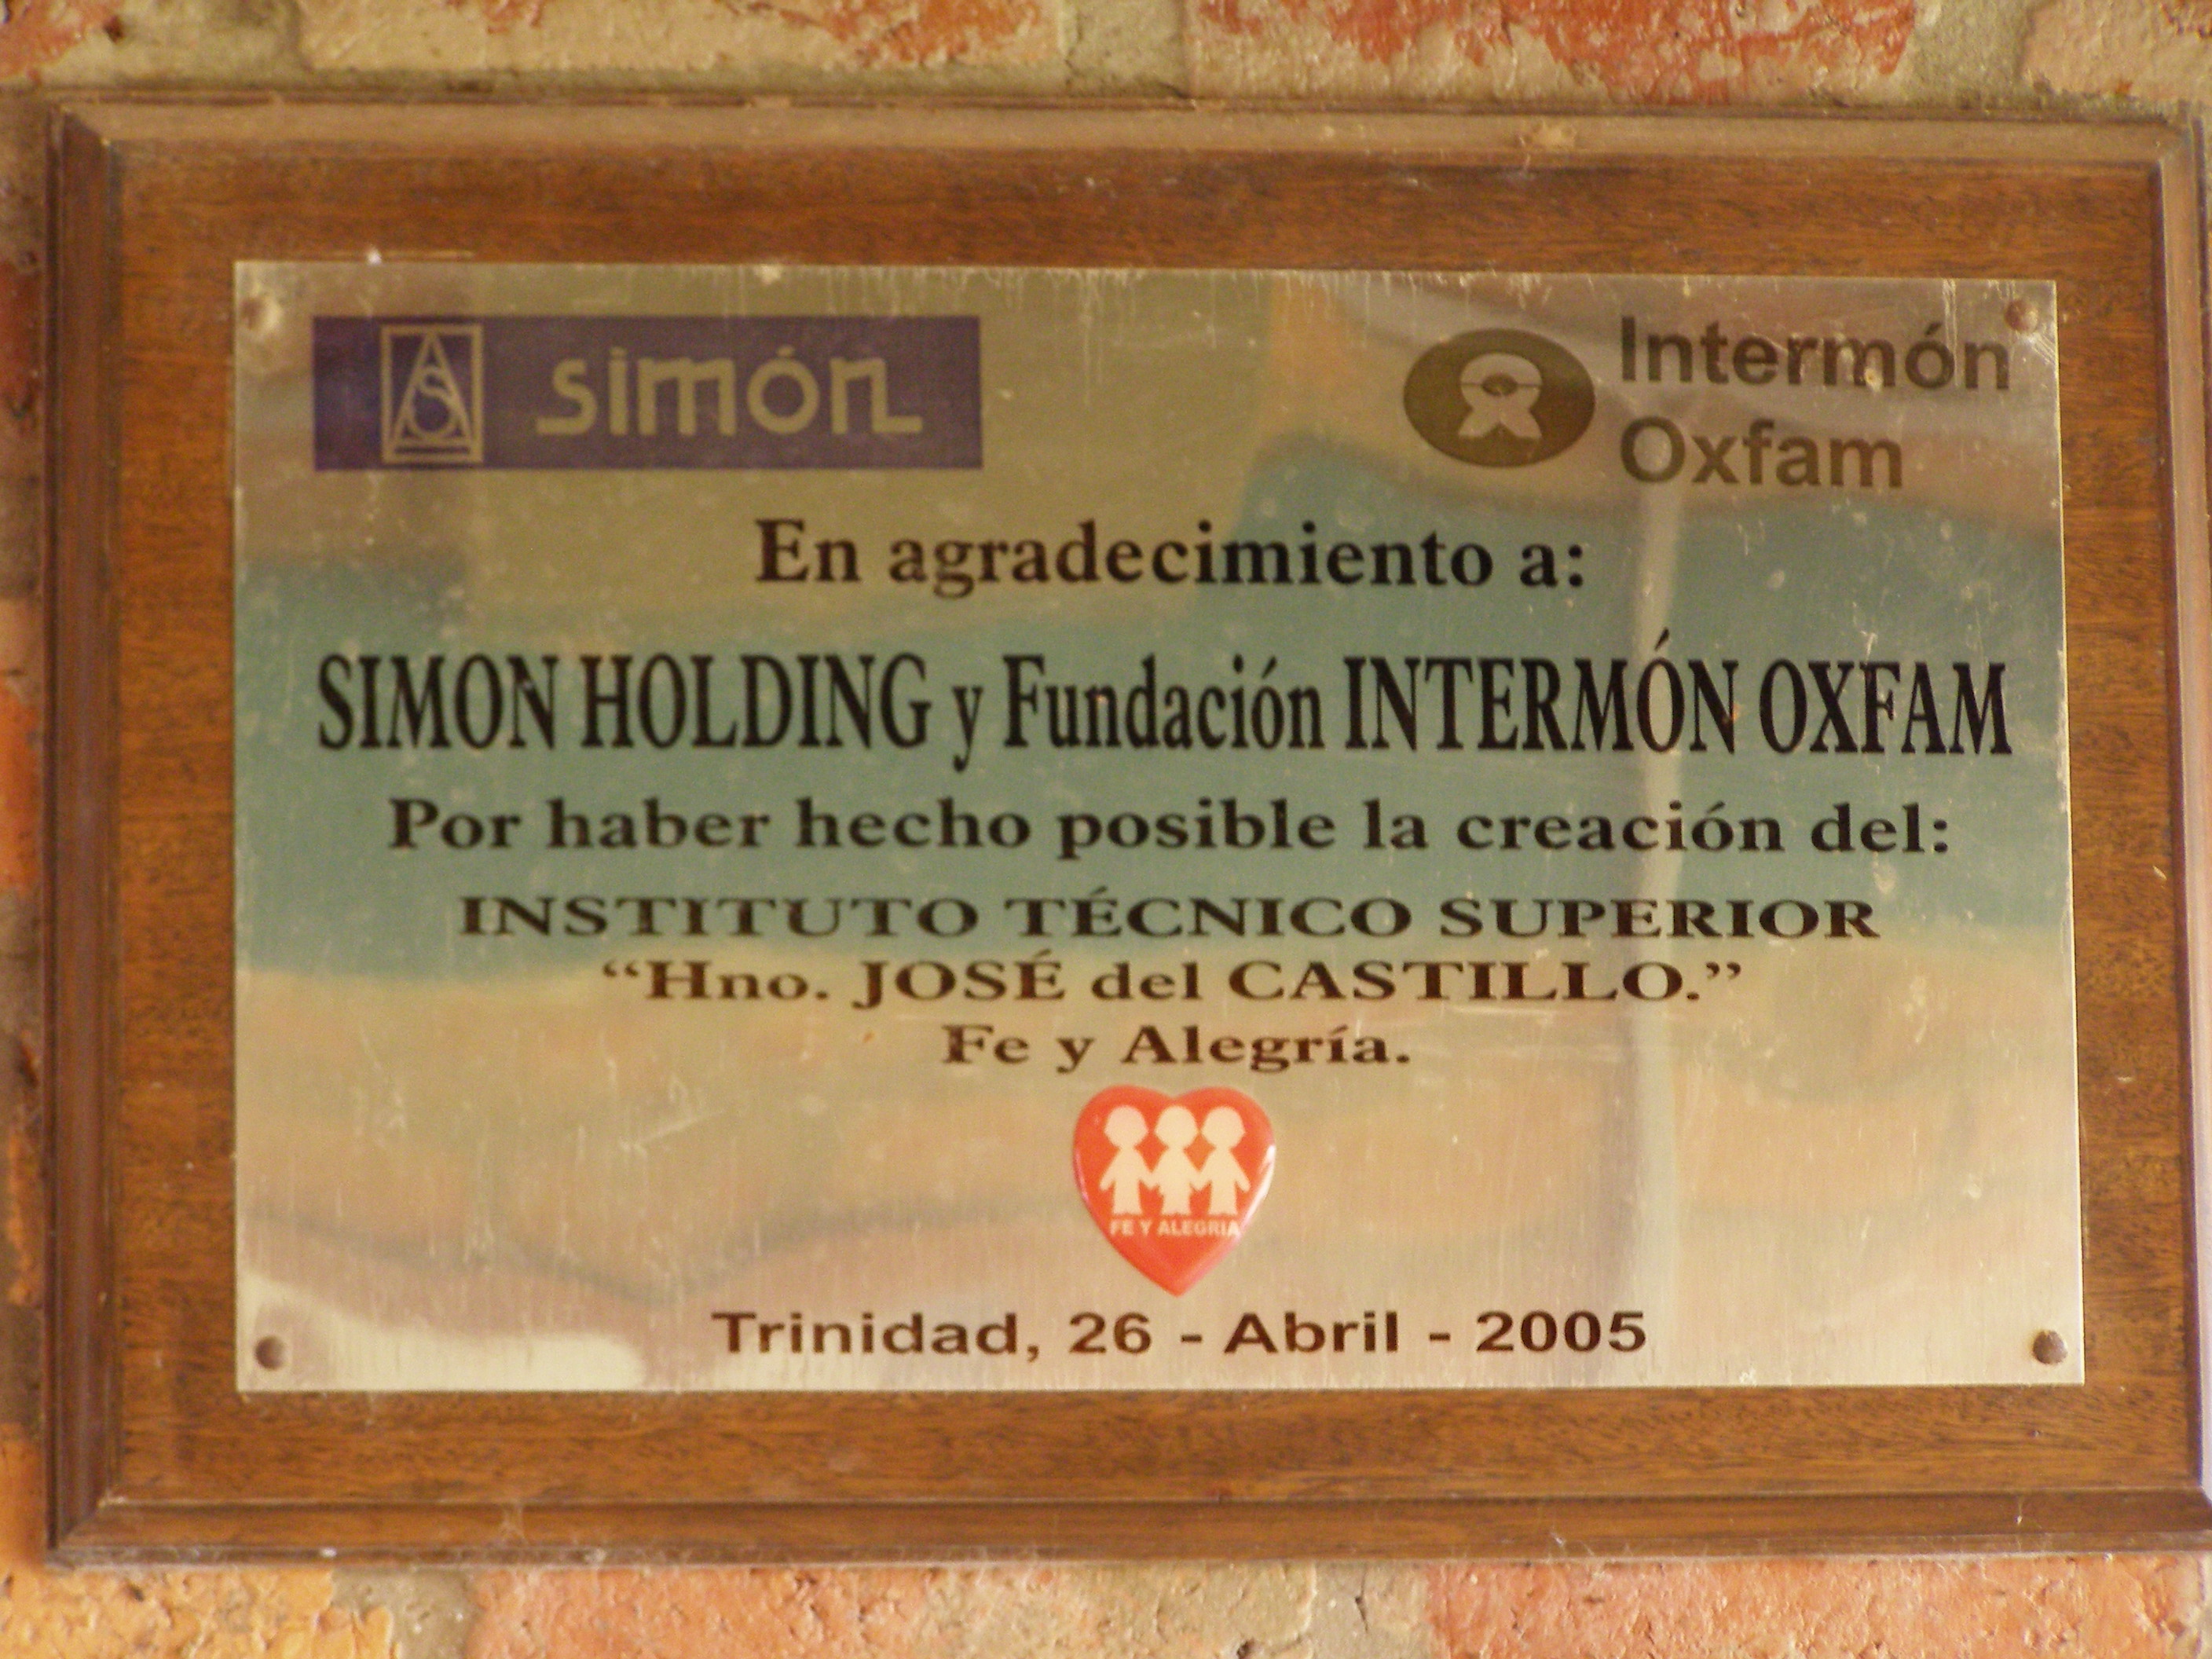 simón
Intermón
Oxfam
En agradecimiento a:
SIMON HOLDING y Fundación INTERMÓN OXFAM
Por haber hecho posible la creación del:
INSTITUTO TÉCNICO SUPERIOR
“Hno. JOSÉ del CASTILLO.”
Fe y Alegría.
FE Y ALEGRIA
Trinidad, 26 - Abril - 2005